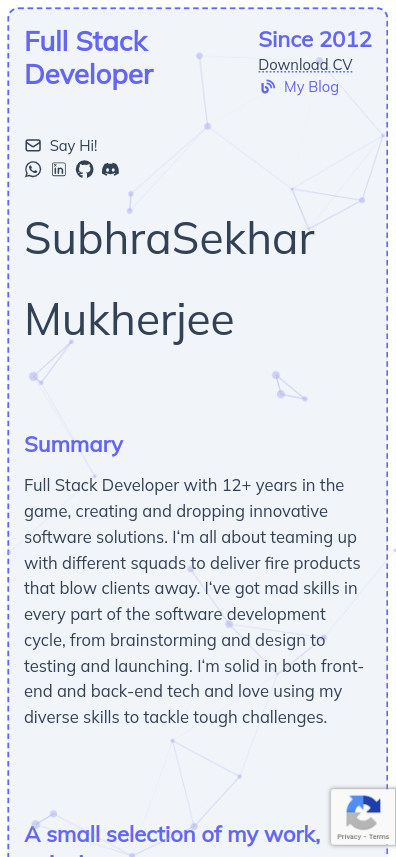 Full Stack
Developer
Since 2012
Download CV
My Blog
Say Hi!
SubhraSekhar
Mukherjee
Summary
Full Stack Developer with 12+ years in the
game, creating and dropping innovative
software solutions. I‘m all about teaming up
with different squads to deliver fire products
that blow clients away. I‘ve got mad skills in
every part of the software development
cycle, from brainstorming and design to
testing and launching. I‘m solid in both front-
end and back-end tech and love using my
diverse skills to tackle tough challenges.
A small selection of my work,
Privacy - Terms